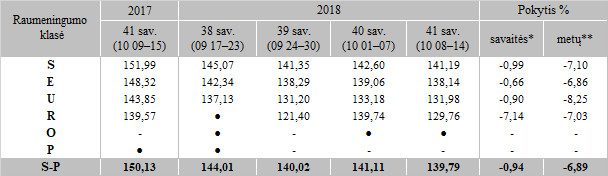 Raumeningumo klasė 2017 2018 Pokytis %
41 sav. (10 09–15) 38 sav. (09 17–23) 39 sav. (09 24–30) 40 sav. (10 01–07) 41 sav. (10 08–14) savaitės* metų**
S 151,99 145,07 141,35 142,60 141,19 -0,99 -7,10
E 148,32 142,34 138,29 139,06 138,14 -0,66 -6,86
U 143,85 137,13 131,20 133,18 131,98 -0,90 -8,25
R 139,57 ● 121,40 139,74 129,76 -7,14 -7,03
O - ● - ● ● - -
P ● ● - - - - -
S-P 150,13 144,01 140,02 141,11 139,79 -0,94 -6,89